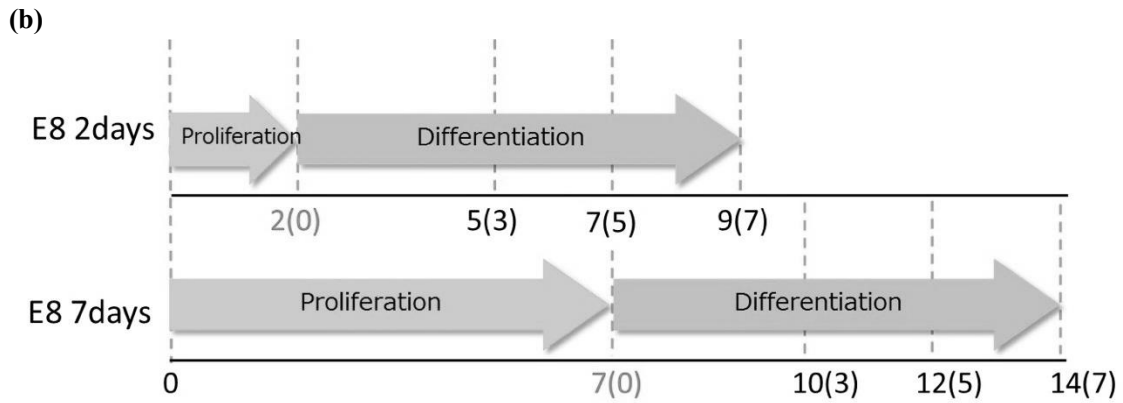 (b)
E8 2days
Proliferation
Differentiation
2(0) 5(3) 7(5) 9(7)
E8 7days
Proliferation
Differentiation
0 7(0) 10(3) 12(5) 14(7)